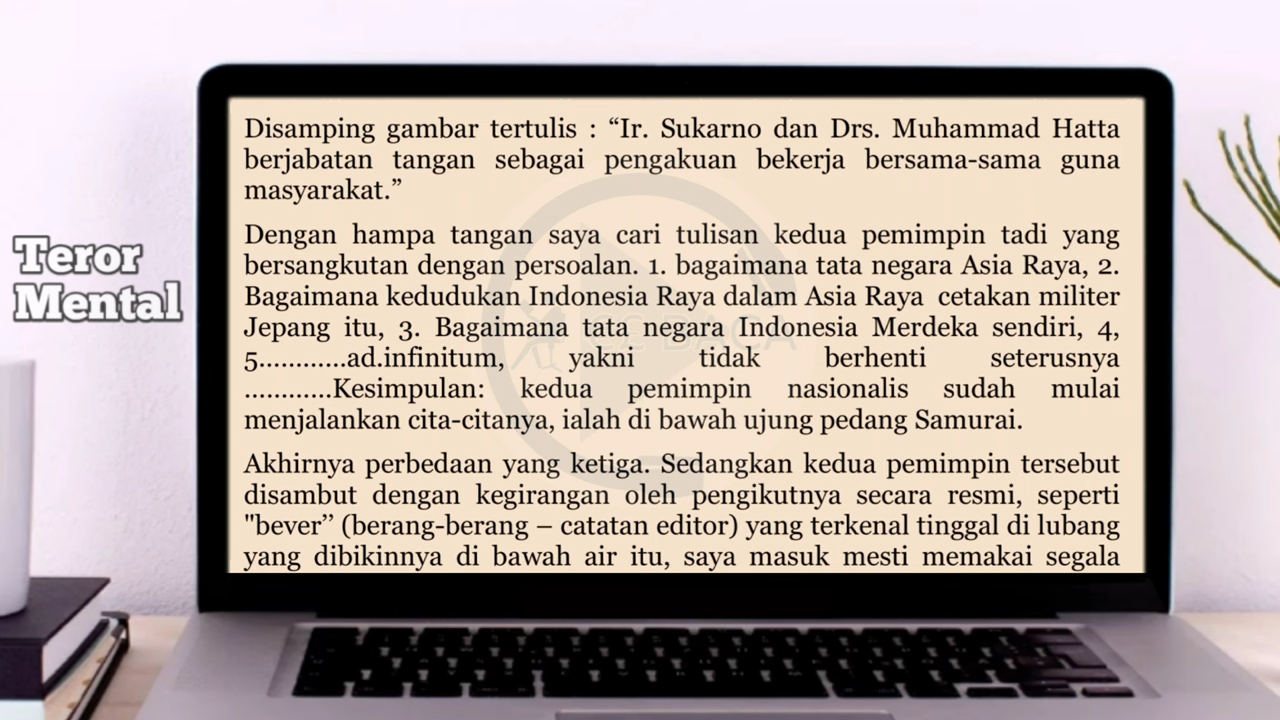 Teror
Mental
Disamping gambar tertulis : “Ir. Sukarno dan Drs. Muhammad Hatta
berjabatan tangan sebagai pengakuan bekerja bersama-sama guna
masyarakat.”
Dengan hampa tangan saya cari tulisan kedua pemimpin tadi yang
bersangkutan dengan persoalan. 1. bagaimana tata negara Asia Raya, 2.
Bagaimana kedudukan Indonesia Raya dalam Asia Raya cetakan militer
Jepang itu, 3. Bagaimana tata negara Indonesia Merdeka sendiri, 4,
5............ad.infinitum, yakni tidak berhenti seterusnya
............Kesimpulan: kedua pemimpin nasionalis sudah mulai
menjalankan cita-citanya, ialah di bawah ujung pedang Samurai.
Akhirnya perbedaan yang ketiga. Sedangkan kedua pemimpin tersebut
disambut dengan kegirangan oleh pengikutnya secara resmi, seperti
"bever’’ (berang-berang – catatan editor) yang terkenal tinggal di lubang
yang dibikinnya di bawah air itu, saya masuk mesti memakai segala